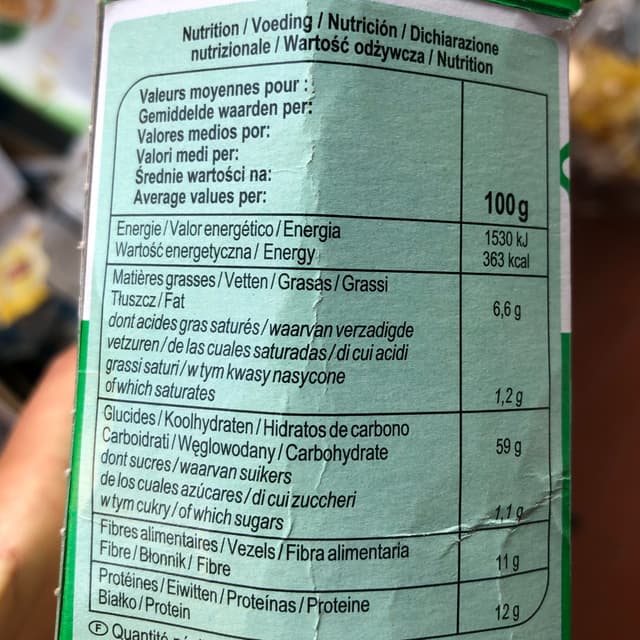 Nutrition / Voeding / Nutrición / Dichiarazione
nutrizionale / Wartość odżywcza / Nutrition
Valeurs moyennes pour :
Gemiddelde waarden per:
Valores medios por:
Valori medi per:
Średnie wartości na:
Average values per:
100g
Energie / Valor energético / Energia
Wartość energetyczna / Energy
1530 kJ
363 kcal
Matières grasses / Vetten / Grasas / Grassi
Tłuszcz / Fat
6,6 g
dont acides gras saturés / waarvan verzadigde
vetzuren / de las cuales saturadas / di cui acidi
grassi saturi / w tym kwasy nasycone
of which saturates
1,2 g
Glucides / Koolhydraten / Hidratos de carbono
Carboidrati / Węglowodany / Carbohydrate
59 g
dont sucres / waarvan suikers
de los cuales azúcares / di cui zuccheri
w tym cukry / of which sugars
1,1 g
Fibres alimentaires / Vezels / Fibra alimentaria
Fibre / Błonnik / Fibre
11 g
Protéines / Eiwitten / Proteínas / Proteine
Białko / Protein
12 g
F Quantité